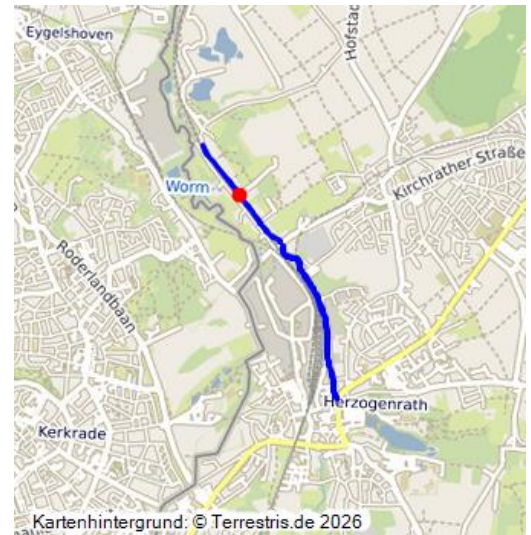 Eygelshoven
Hofstad
Kirchrather Straße
Worm
Roderlandbaan
Herzogenrath
Kerkrade
Kartenhintergrund: © Terrestris.de 2026